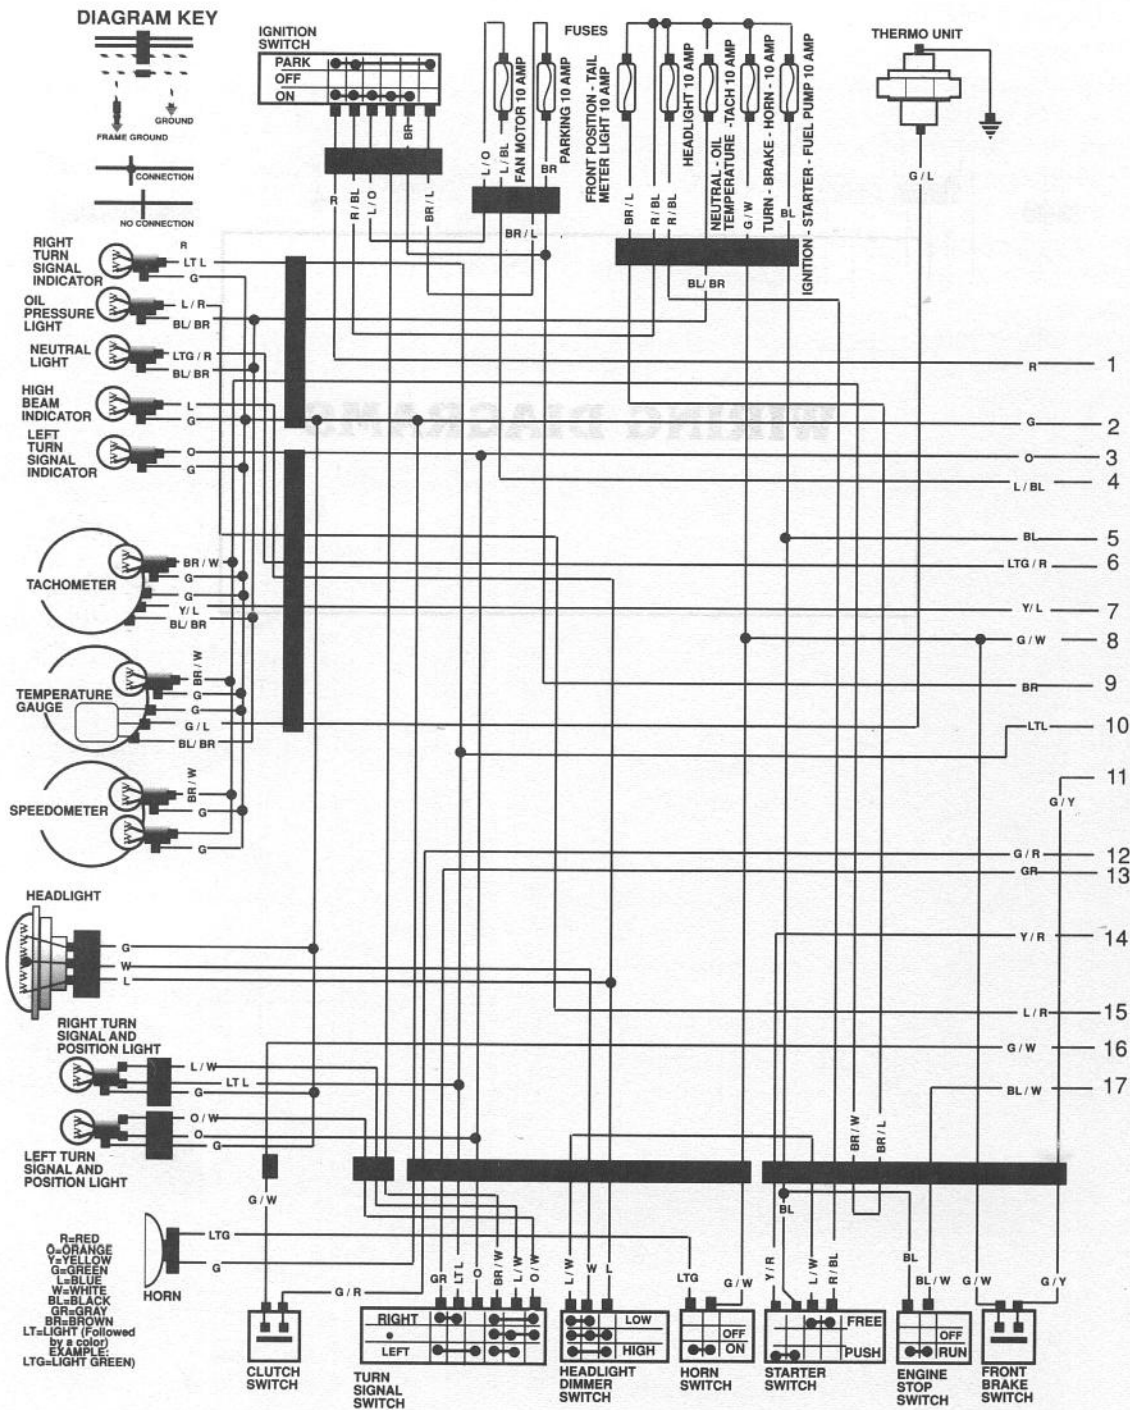 DIAGRAM KEY
GROUND
FRAME GROUND
CONNECTION
NO CONNECTION
IGNITION
SWITCH
PARK
OFF
ON
FUSES
FAN MOTOR 10 AMP
PARKING 10 AMP
FRONT POSITION - TAIL
METER LIGHT 10 AMP
HEADLIGHT 10 AMP
NEUTRAL - OIL
TEMPERATURE - TACH 10 AMP
TURN - BRAKE - HORN - 10 AMP
IGNITION - STARTER - FUEL PUMP 10 AMP
THERMO UNIT
BR
L / O
L / BL
BR
R
R / BL
L / O
BR / L
BR / L
BR / L
R / BL
R / BL
G / W
BL
BL/ BR
G / L
RIGHT
TURN
SIGNAL
INDICATOR
R
LT L
G
OIL
PRESSURE
LIGHT
L / R
BL/ BR
NEUTRAL
LIGHT
LTG / R
BL/ BR
HIGH
BEAM
INDICATOR
L
G
LEFT
TURN
SIGNAL
INDICATOR
O
G
R 1
G 2
O 3
L / BL 4
BL 5
LTG / R 6
Y/ L 7
G / W 8
BR 9
LTL 10
11
G / Y
G / R 12
GR 13
Y / R 14
L / R 15
G / W 16
BL / W 17
WIRING DIAGRAMS
TACHOMETER
BR / W
G
G
Y/ L
BL/ BR
TEMPERATURE
GAUGE
BR / W
G
G
G / L
BL/ BR
SPEEDOMETER
BR / W
G
G
HEADLIGHT
G
W
L
RIGHT TURN
SIGNAL AND
POSITION LIGHT
L / W
LT L
G
LEFT TURN
SIGNAL AND
POSITION LIGHT
O / W
O
G
BR / W
BR / L
G / W
BL
HORN
LTG
G
G / R
R=RED
O=ORANGE
Y=YELLOW
G=GREEN
L=BLUE
W=WHITE
BL=BLACK
GR=GRAY
BR=BROWN
LT=LIGHT (Followed
by a color)
EXAMPLE:
LTG=LIGHT GREEN)
CLUTCH
SWITCH
GR
LT L
O
BR / W
L / W
O / W
RIGHT
LEFT
TURN
SIGNAL
SWITCH
L / W
W
L
LOW
HIGH
HEADLIGHT
DIMMER
SWITCH
LTG
G / W
OFF
ON
HORN
SWITCH
Y / R
L / W
R / BL
FREE
PUSH
STARTER
SWITCH
BL
BL / W
OFF
RUN
ENGINE
STOP
SWITCH
G / W
G / Y
FRONT
BRAKE
SWITCH